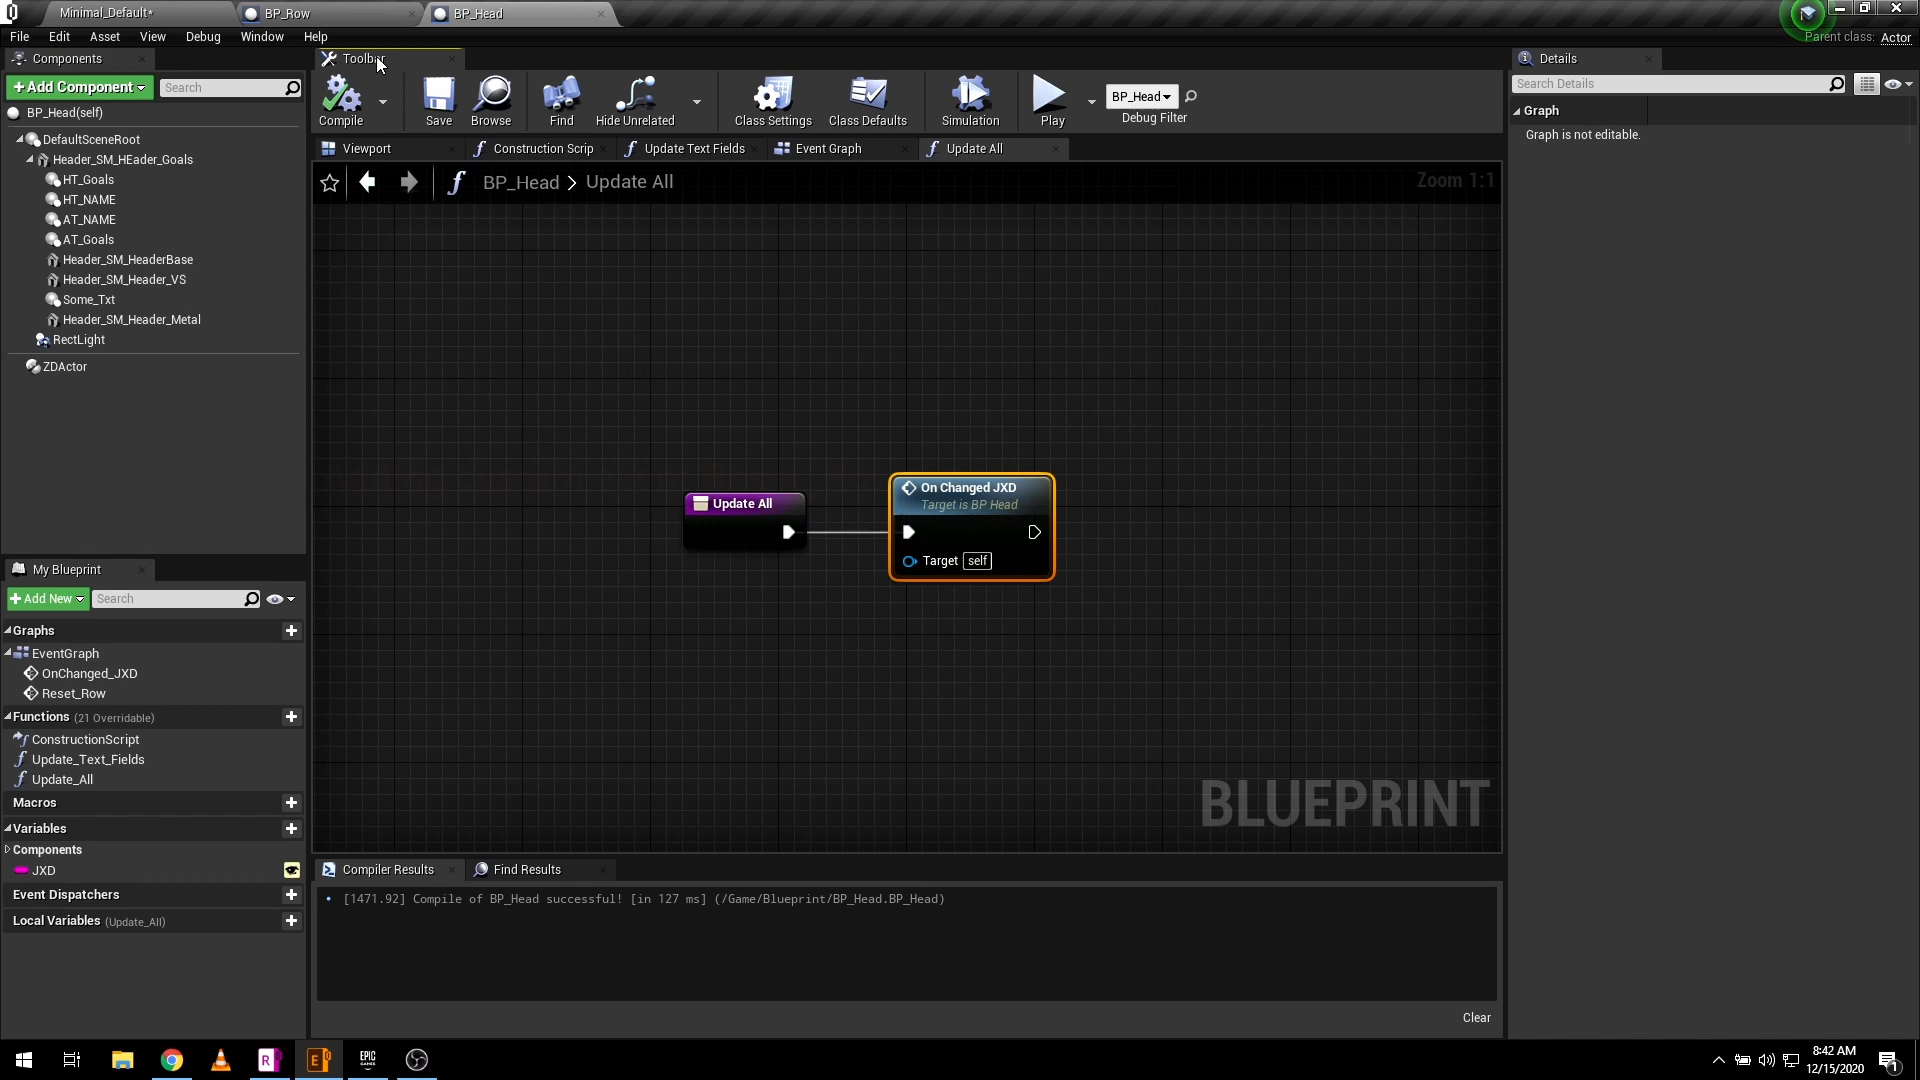 Minimal_Default*
BP_Row
BP_Head
File
Edit
Asset
View
Debug
Window
Help
Parent class: Actor
Components
Toolbar
Details
+ Add Component
Search
Compile
Save
Browse
Find
Hide Unrelated
Class Settings
Class Defaults
Simulation
Play
BP_Head
Debug Filter
Search Details
BP_Head(self)
Graph
Graph is not editable.
DefaultSceneRoot
Header_SM_HEader_Goals
HT_Goals
HT_NAME
AT_NAME
AT_Goals
Header_SM_HeaderBase
Header_SM_Header_VS
Some_Txt
Header_SM_Header_Metal
RectLight
ZDActor
Viewport
Construction Scrip
Update Text Fields
Event Graph
Update All
BP_Head > Update All
Zoom 1:1
Update All
On Changed JXD
Target is BP Head
Target self
BLUEPRINT
My Blueprint
+ Add New
Search
Graphs
EventGraph
OnChanged_JXD
Reset_Row
Functions (21 Overridable)
ConstructionScript
Update_Text_Fields
Update_All
Macros
Variables
Components
JXD
Event Dispatchers
Local Variables (Update_All)
Compiler Results
Find Results
[1471.92] Compile of BP_Head successful! [in 127 ms] (/Game/Blueprint/BP_Head.BP_Head)
Clear
R
E
EPIC
GAMES
8:42 AM
12/15/2020
1